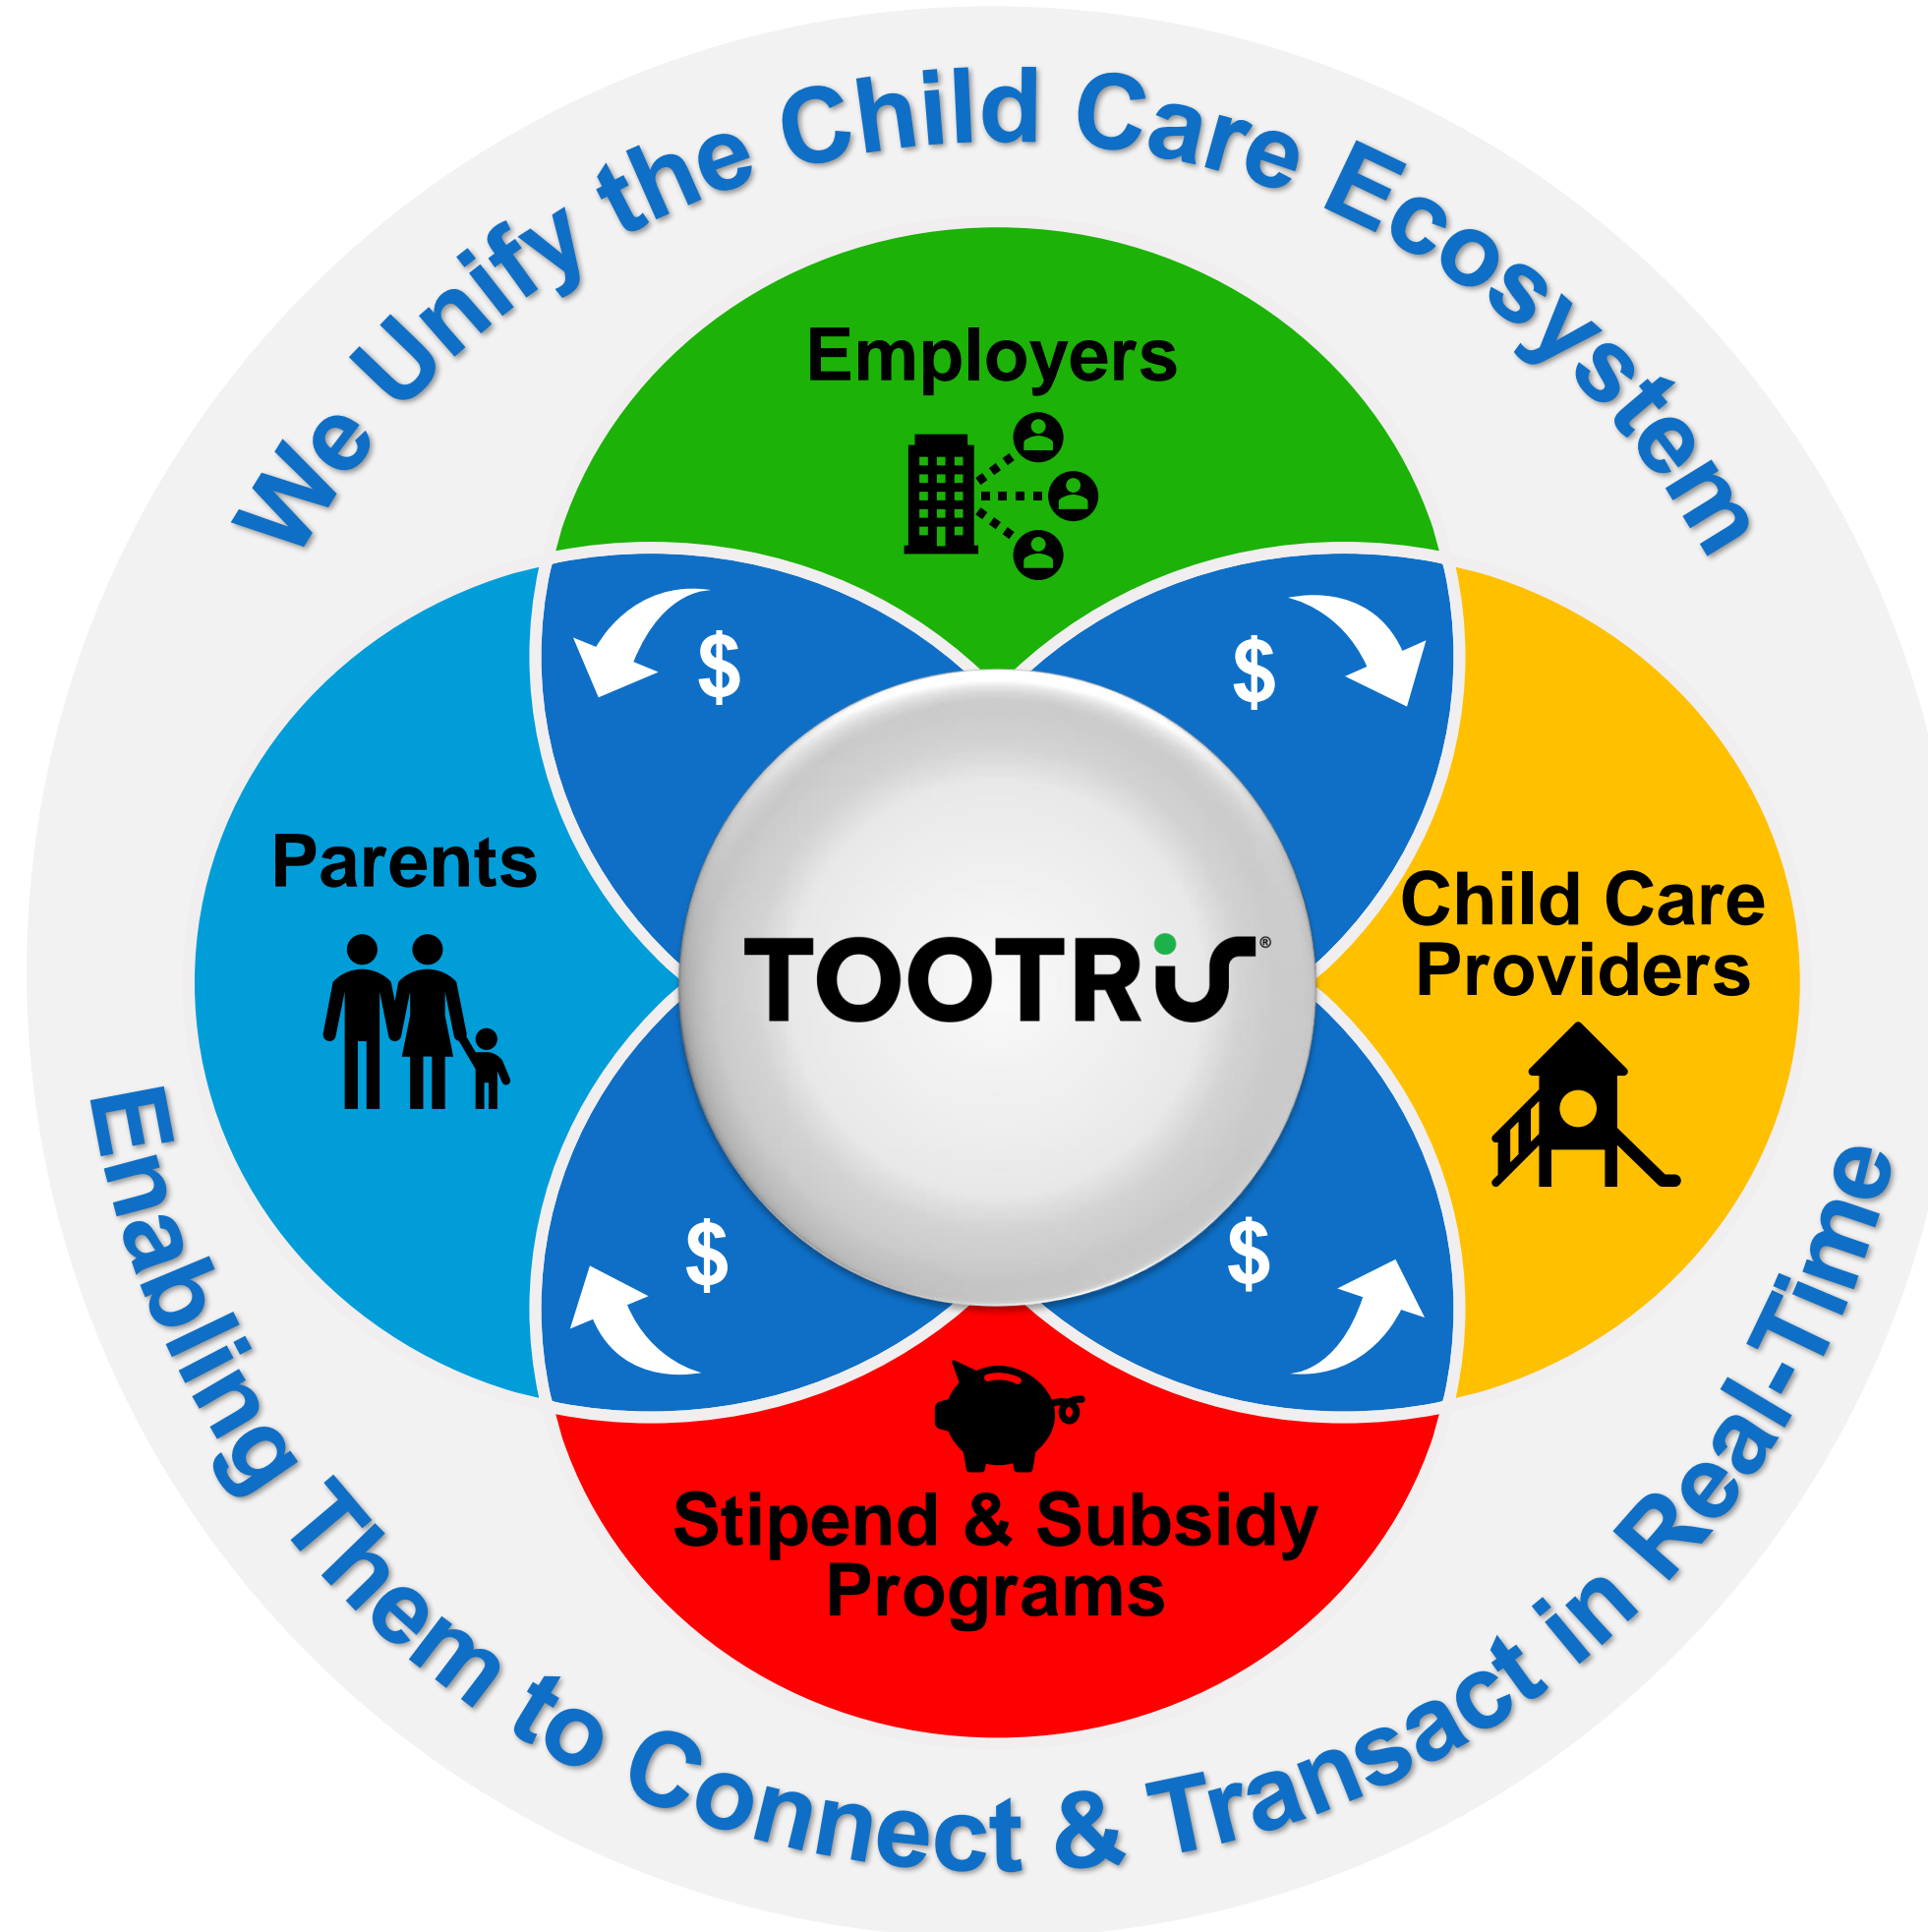 We Unify the Child Care Ecosystem
Employers
$ $
Parents
Child Care
Providers
TOOTRiS®
$ $
Stipend & Subsidy
Programs
Enabling Them to Connect & Transact in Real-Time